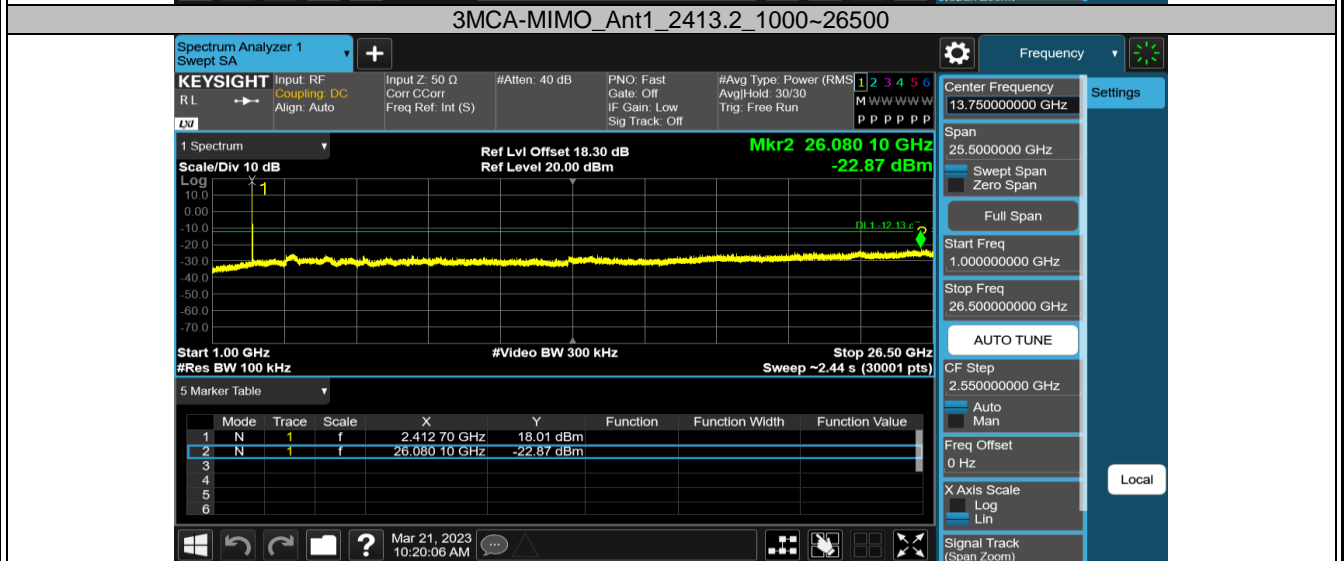 3MCA-MIMO_Ant1_2413.2_1000~26500
Spectrum Analyzer 1
Swept SA
+
Frequency
KEYSIGHT
R L
LXI
Input: RF
Coupling: DC
Align: Auto
Input Z: 50 Ω
Corr CCorr
Freq Ref: Int (S)
#Atten: 40 dB
PNO: Fast
Gate: Off
IF Gain: Low
Sig Track: Off
#Avg Type: Power (RMS
Avg|Hold: 30/30
Trig: Free Run
1 2 3 4 5 6
M W W W W W
P P P P P P
1 Spectrum
Scale/Div 10 dB
Ref Lvl Offset 18.30 dB
Ref Level 20.00 dBm
Mkr2 26.080 10 GHz
-22.87 dBm
Log
10.0
0.00
-10.0
-20.0
-30.0
-40.0
-50.0
-60.0
-70.0
1
DL1 -12.13
Start 1.00 GHz
#Res BW 100 kHz
#Video BW 300 kHz
Stop 26.50 GHz
Sweep ~2.44 s (30001 pts)
5 Marker Table
Mode Trace Scale X Y Function Function Width Function Value
1 N 1 f 2.412 70 GHz 18.01 dBm
2 N 1 f 26.080 10 GHz -22.87 dBm
3
4
5
6
Mar 21, 2023
10:20:06 AM
Center Frequency
13.750000000 GHz
Settings
Span
25.5000000 GHz
Swept Span
Zero Span
Full Span
Start Freq
1.000000000 GHz
Stop Freq
26.500000000 GHz
AUTO TUNE
CF Step
2.550000000 GHz
Auto
Man
Freq Offset
0 Hz
X Axis Scale
Log
Lin
Local
Signal Track
(Span Zoom)